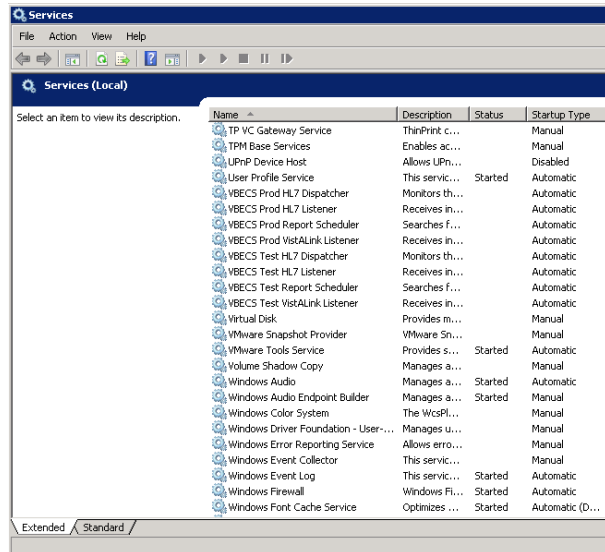 Services
File Action View Help
Services (Local)
Select an item to view its description.
Name Description Status Startup Type
TP VC Gateway Service ThinPrint c... Manual
TPM Base Services Enables ac... Manual
UPnP Device Host Allows UPn... Disabled
User Profile Service This servic... Started Automatic
VBECS Prod HL7 Dispatcher Monitors th... Automatic
VBECS Prod HL7 Listener Receives in... Automatic
VBECS Prod Report Scheduler Searches f... Automatic
VBECS Prod VistALink Listener Receives in... Automatic
VBECS Test HL7 Dispatcher Monitors th... Automatic
VBECS Test HL7 Listener Receives in... Automatic
VBECS Test Report Scheduler Searches f... Automatic
VBECS Test VistALink Listener Receives in... Automatic
Virtual Disk Provides m... Manual
VMware Snapshot Provider VMware Sn... Manual
VMware Tools Service Provides s... Started Automatic
Volume Shadow Copy Manages a... Manual
Windows Audio Manages a... Started Automatic
Windows Audio Endpoint Builder Manages a... Started Manual
Windows Color System The WcsPl... Manual
Windows Driver Foundation - User-... Manages u... Manual
Windows Error Reporting Service Allows erro... Manual
Windows Event Collector This servic... Manual
Windows Event Log This servic... Started Automatic
Windows Firewall Windows Fi... Started Automatic
Windows Font Cache Service Optimizes ... Started Automatic (D...
Extended Standard